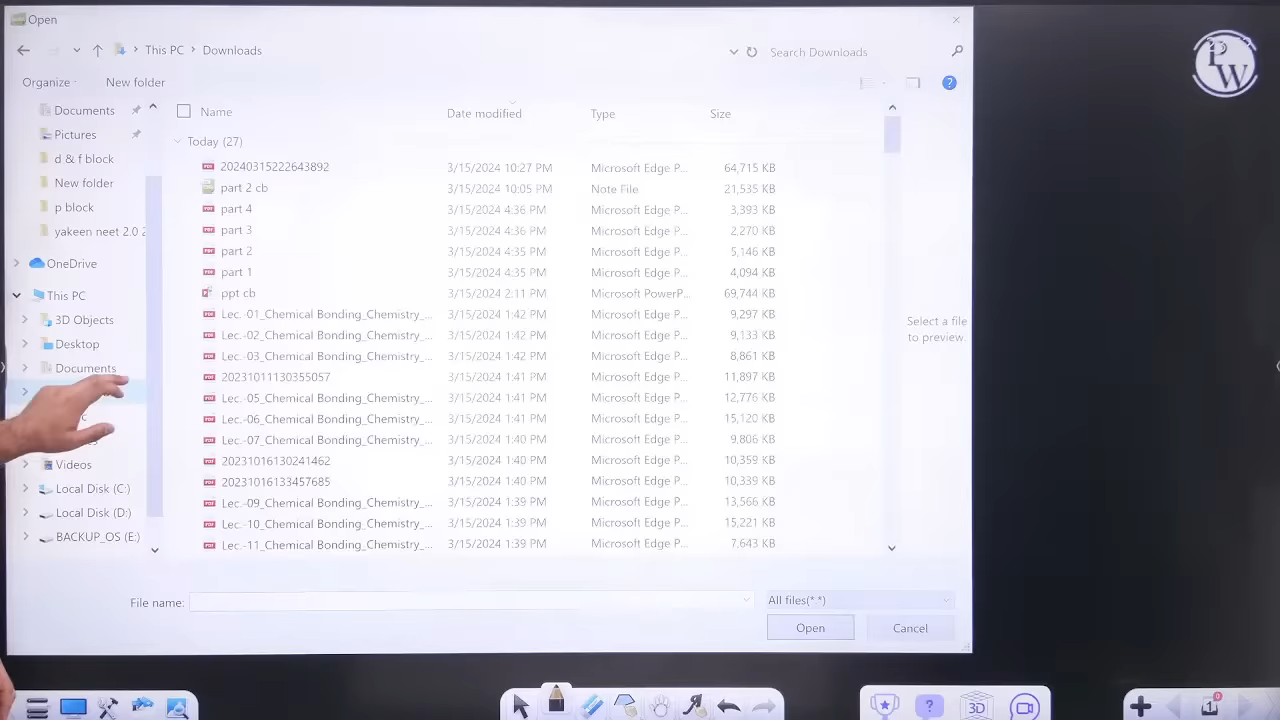 Open
This PC Downloads
Search Downloads
Organize New folder
?
Documents
Pictures
d & f block
New folder
p block
yakeen neet 2.0 2
OneDrive
This PC
3D Objects
Desktop
Documents
Videos
Local Disk (C:)
Local Disk (D:)
BACKUP_OS (E:)
Name Date modified Type Size
Today (27)
20240315222643892 3/15/2024 10:27 PM Microsoft Edge P... 64,715 KB
part 2 cb 3/15/2024 10:05 PM Note File 21,535 KB
part 4 3/15/2024 4:36 PM Microsoft Edge P... 3,393 KB
part 3 3/15/2024 4:36 PM Microsoft Edge P... 2,270 KB
part 2 3/15/2024 4:35 PM Microsoft Edge P... 5,146 KB
part 1 3/15/2024 4:35 PM Microsoft Edge P... 4,094 KB
ppt cb 3/15/2024 2:11 PM Microsoft PowerP... 69,744 KB
Lec.-01_Chemical Bonding_Chemistry_... 3/15/2024 1:42 PM Microsoft Edge P... 9,297 KB
Lec.-02_Chemical Bonding_Chemistry_... 3/15/2024 1:42 PM Microsoft Edge P... 9,133 KB
Lec.-03_Chemical Bonding_Chemistry_... 3/15/2024 1:42 PM Microsoft Edge P... 8,861 KB
20231011130355057 3/15/2024 1:41 PM Microsoft Edge P... 11,897 KB
Lec.-05_Chemical Bonding_Chemistry_... 3/15/2024 1:41 PM Microsoft Edge P... 12,776 KB
Lec.-06_Chemical Bonding_Chemistry_... 3/15/2024 1:41 PM Microsoft Edge P... 15,120 KB
Lec.-07_Chemical Bonding_Chemistry_... 3/15/2024 1:40 PM Microsoft Edge P... 9,806 KB
20231016130241462 3/15/2024 1:40 PM Microsoft Edge P... 10,359 KB
20231016133457685 3/15/2024 1:40 PM Microsoft Edge P... 10,339 KB
Lec.-09_Chemical Bonding_Chemistry_... 3/15/2024 1:39 PM Microsoft Edge P... 13,566 KB
Lec.-10_Chemical Bonding_Chemistry_... 3/15/2024 1:39 PM Microsoft Edge P... 15,221 KB
Lec.-11_Chemical Bonding_Chemistry_... 3/15/2024 1:39 PM Microsoft Edge P... 7,643 KB
Select a file
to preview.
File name:
All files(*.*)
Open Cancel
PW
? 3D